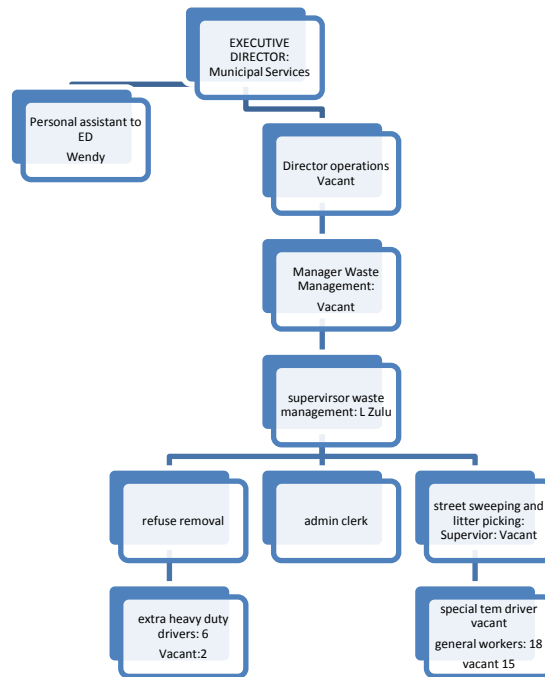 EXECUTIVE
DIRECTOR:
Municipal Services
Personal assistant to
ED
Wendy
Director operations
Vacant
Manager Waste
Management:
Vacant
supervirsor waste
management: L Zulu
refuse removal
admin clerk
street sweeping and
litter picking:
Supervior: Vacant
extra heavy duty
drivers: 6
Vacant:2
special tem driver
vacant
general workers: 18
vacant 15